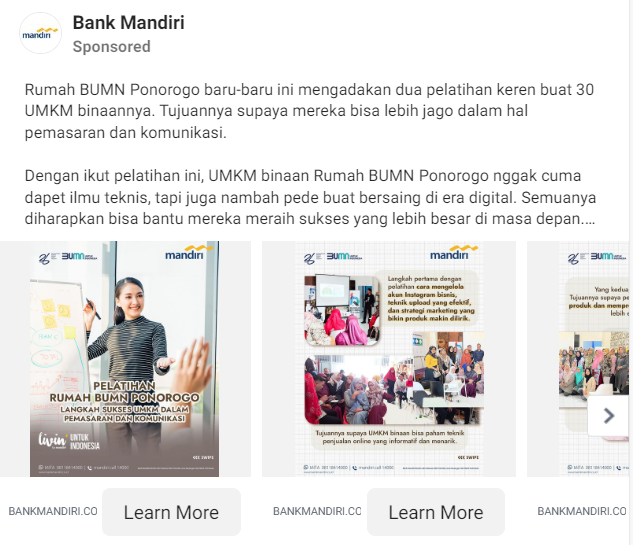 Bank Mandiri
Sponsored
Rumah BUMN Ponorogo baru-baru ini mengadakan dua pelatihan keren buat 30
UMKM binaannya. Tujuannya supaya mereka bisa lebih jago dalam hal
pemasaran dan komunikasi.
Dengan ikut pelatihan ini, UMKM binaan Rumah BUMN Ponorogo nggak cuma
dapet ilmu teknis, tapi juga nambah pede buat bersaing di era digital. Semuanya
diharapkan bisa bantu mereka meraih sukses yang lebih besar di masa depan....
BUMN
mandiri
PELATIHAN
RUMAH BUMN PONOROGO
LANGKAH SUKSES UMKM DALAM
PEMASARAN DAN KOMUNIKASI
livin'
UNTUK
INDONESIA
BUMN
mandiri
Langkah pertama dengan
pelatihan cara mengelola
akun Instagram bisnis,
teknik upload yang efektif,
dan strategi marketing yang
bikin produk makin dilirik.
Tujuannya supaya UMKM binaan bisa paham teknik
penjualan online yang informatif dan menarik.
BUMN
Yang kedua
Tujuannya supaya pe
produk dan mempro
lebih e
BANKMANDIRI.CO
Learn More
BANKMANDIRI.CO
Learn More
BANKMANDIRI.CO